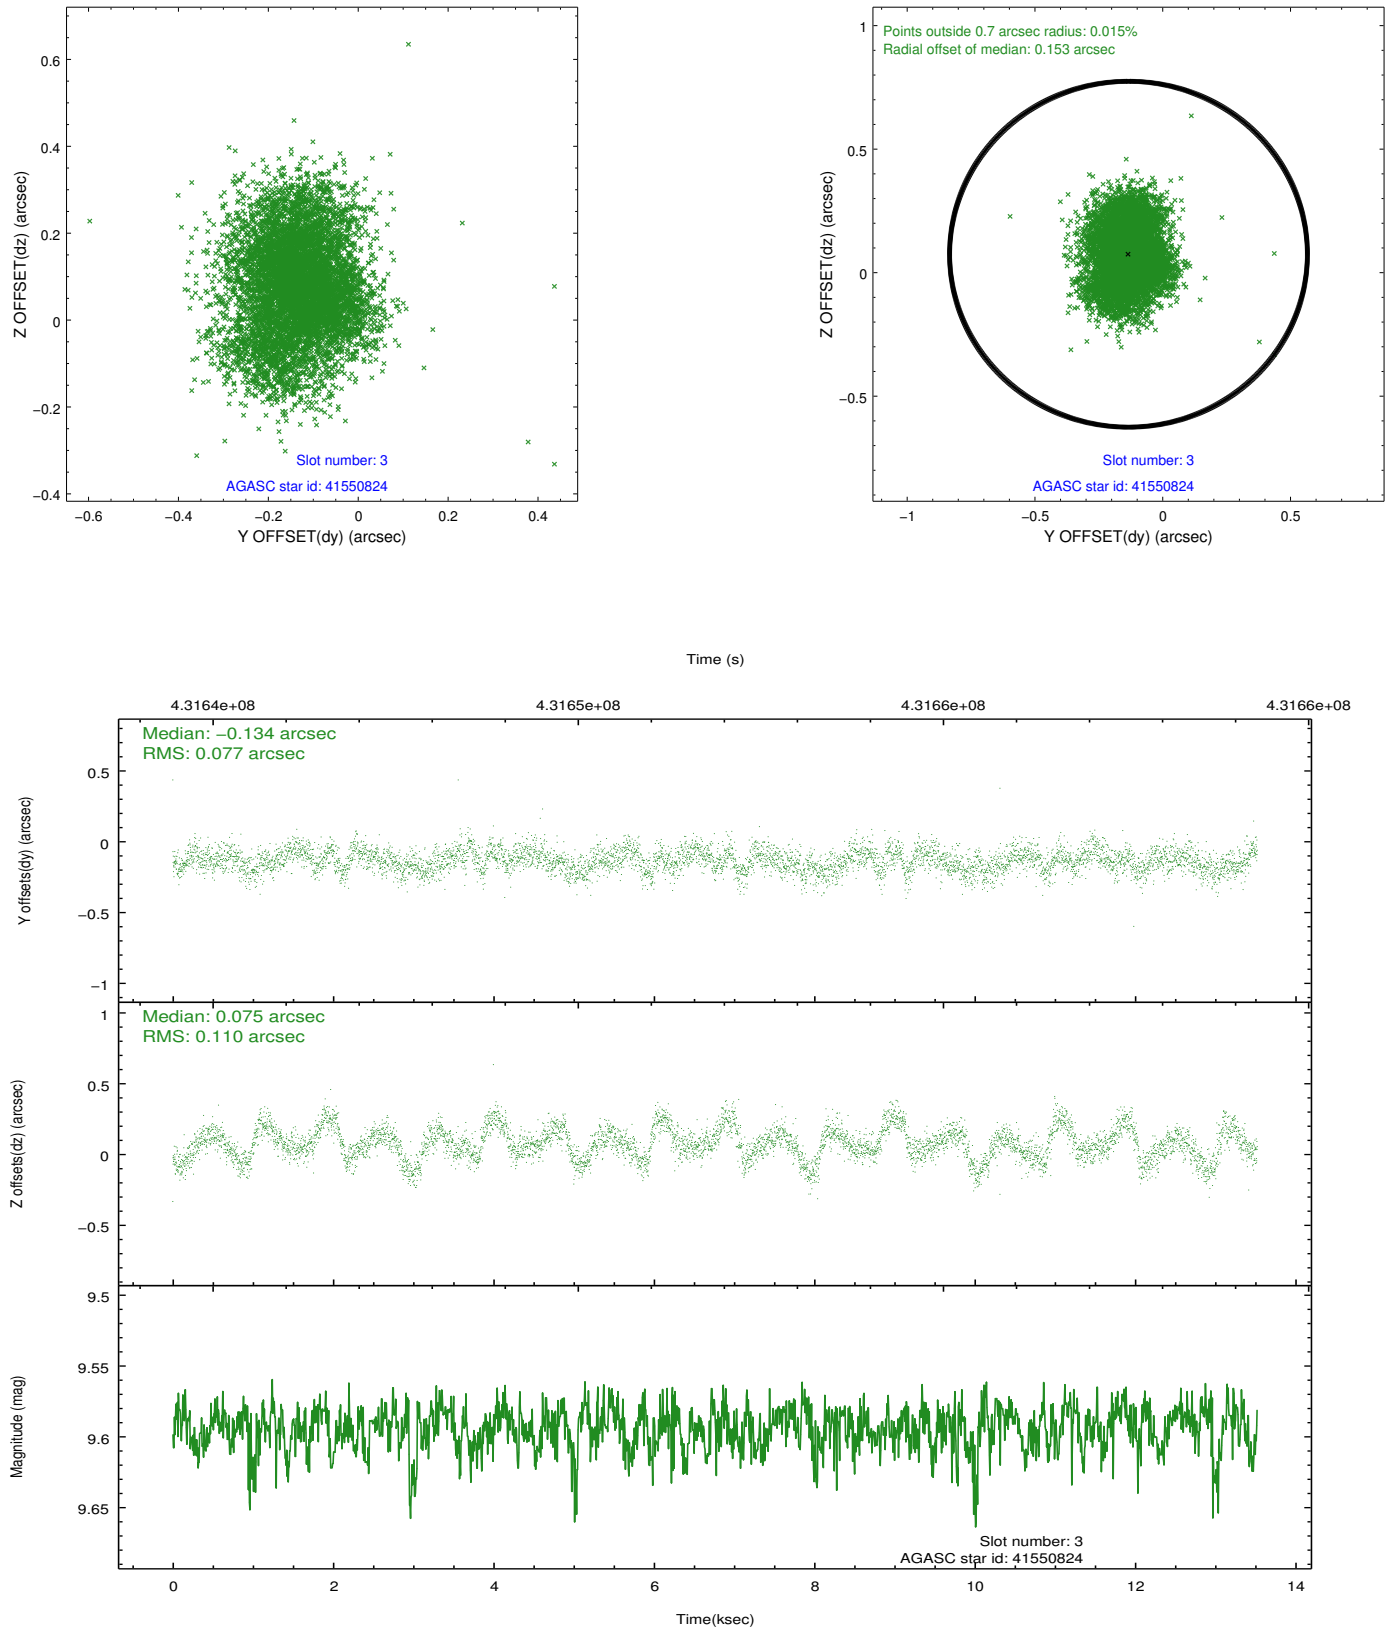 0.6
0.4
0.2
0
−0.2
−0.4
Z OFFSET(dz) (arcsec)
Slot number: 3
AGASC star id: 41550824
−0.6
−0.4
−0.2
0
0.2
0.4
Y OFFSET(dy) (arcsec)
Points outside 0.7 arcsec radius: 0.015%
Radial offset of median: 0.153 arcsec
1
0.5
0
−0.5
Z OFFSET(dz) (arcsec)
Slot number: 3
AGASC star id: 41550824
−1
−0.5
0
0.5
Y OFFSET(dy) (arcsec)
Time (s)
4.3164e+08
4.3165e+08
4.3166e+08
4.3166e+08
Median: −0.134 arcsec
RMS: 0.077 arcsec
0.5
0
−0.5
−1
Y offsets(dy) (arcsec)
Median: 0.075 arcsec
RMS: 0.110 arcsec
1
0.5
0
−0.5
Z offsets(dz) (arcsec)
9.5
9.55
9.6
9.65
Magnitude (mag)
Slot number: 3
AGASC star id: 41550824
0
2
4
6
8
10
12
14
Time(ksec)